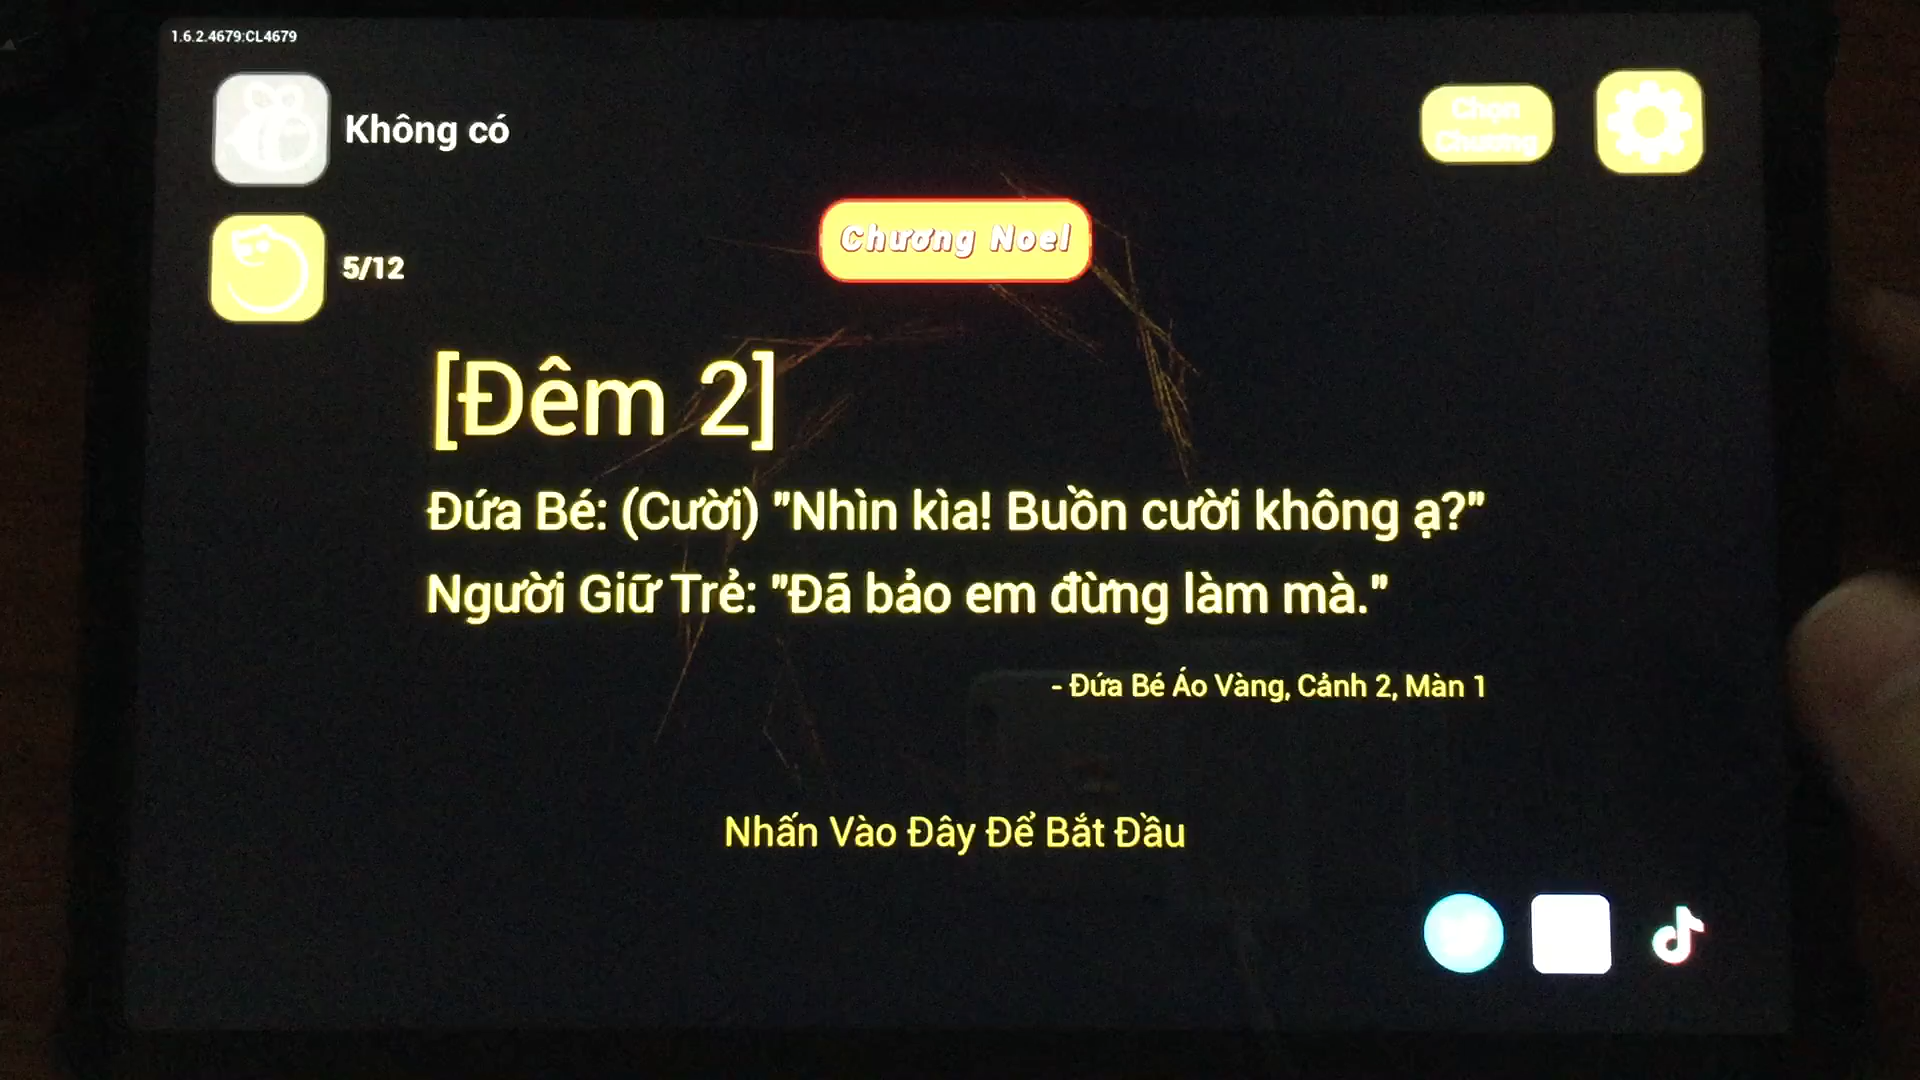 1.6.2.4679:CL4679
Không có
Chọn
Chương
5/12
Chương Noel
[Đêm 2]
Đứa Bé: (Cười) "Nhìn kìa! Buồn cười không ạ?"
Người Giữ Trẻ: "Đã bảo em đừng làm mà."
- Đứa Bé Áo Vàng, Cảnh 2, Màn 1
Nhấn Vào Đây Để Bắt Đầu